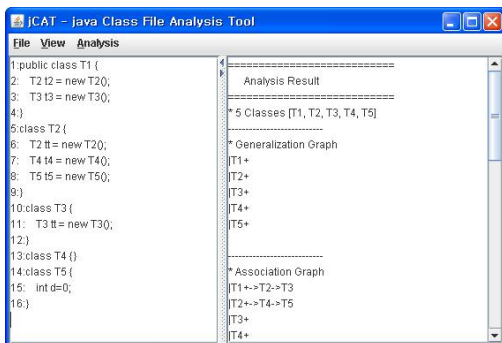 jCAT - java Class File Analysis Tool
File View Analysis
1:public class T1 {
2: T2 t2 = new T2();
3: T3 t3 = new T3();
4:}
5:class T2 {
6: T2 tt = new T2();
7: T4 t4 = new T4();
8: T5 t5 = new T5();
9:}
10:class T3 {
11: T3 tt = new T3();
12:}
13:class T4 {}
14:class T5 {
15: int d=0;
16:}
===========================
Analysis Result
===========================
* 5 Classes [T1, T2, T3, T4, T5]
---------------------------
* Generalization Graph
|T1+
|T2+
|T3+
|T4+
|T5+
---------------------------
* Association Graph
|T1+->T2->T3
|T2+->T4->T5
|T3+
|T4+